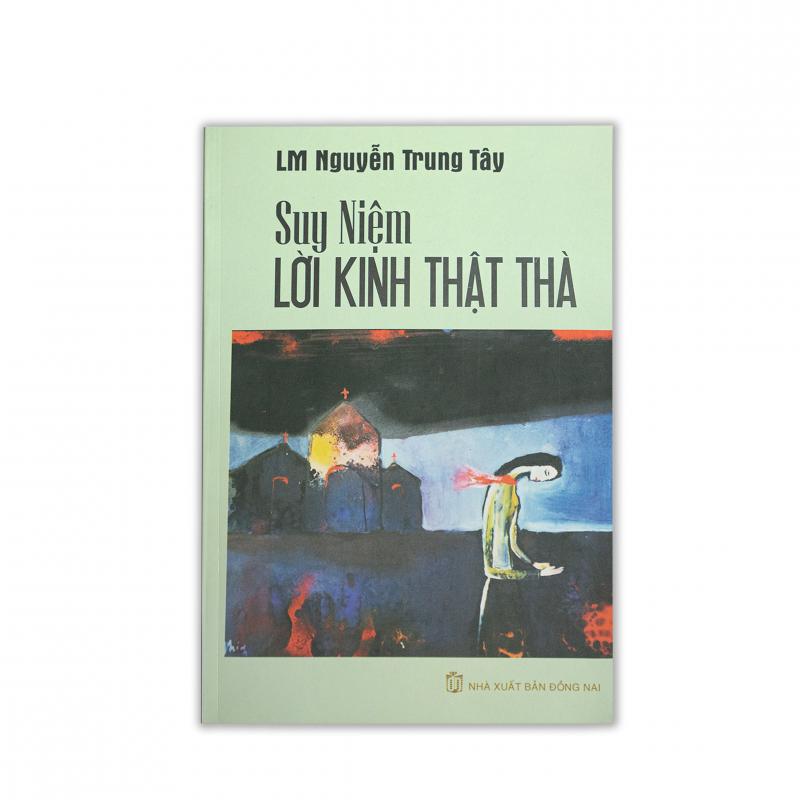 LM Nguyễn Trung Tây
Suy Niệm
LỜI KINH THẬT THÀ
NHÀ XUẤT BẢN ĐỒNG NAI